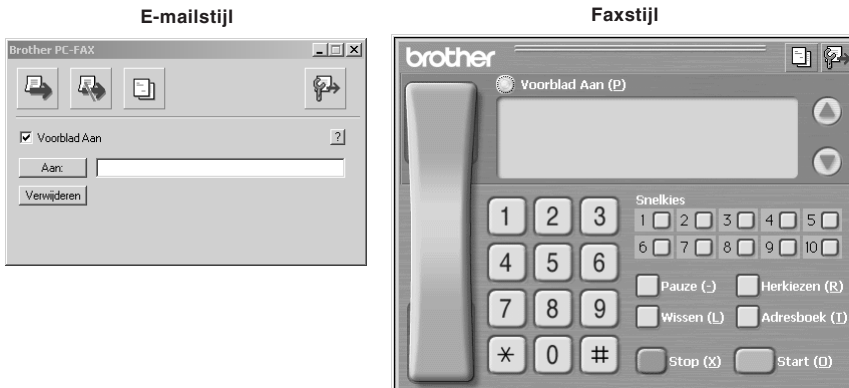 E-mailstijl
Brother PC-FAX
Voorblad Aan
?
Aan:
Verwijderen
Faxstijl
brother
Voorblad Aan (P)
1 2 3
4 5 6
7 8 9
* 0 #
Snelkies
1 2 3 4 5
6 7 8 9 10
Pauze (-) Herkiezen (R)
Wissen (L) Adresboek (T)
Stop (X) Start (O)